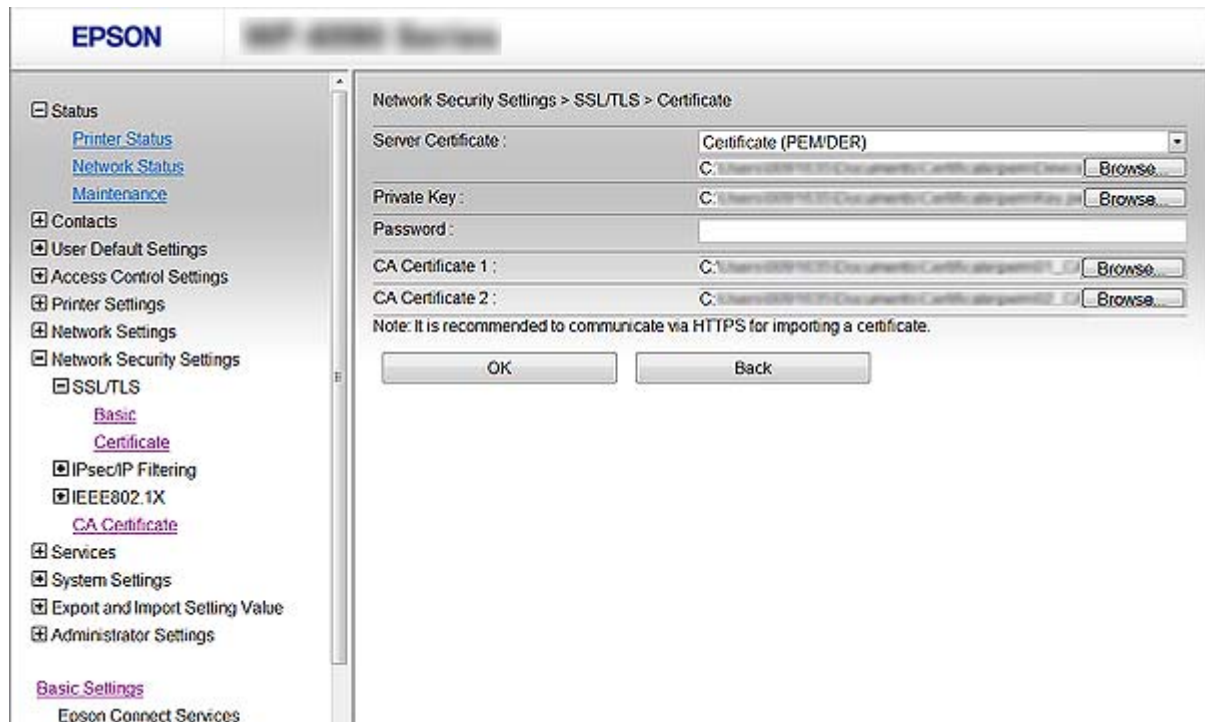 EPSON
Status
Printer Status
Network Status
Maintenance
Contacts
User Default Settings
Access Control Settings
Printer Settings
Network Settings
Network Security Settings
SSL/TLS
Basic
Certificate
IPsec/IP Filtering
IEEE802.1X
CA Certificate
Services
System Settings
Export and Import Setting Value
Administrator Settings
Basic Settings
Epson Connect Services
Network Security Settings > SSL/TLS > Certificate
Server Certificate : Certificate (PEM/DER)
C: Browse...
Private Key : C: Browse...
Password :
CA Certificate 1 : C: Browse...
CA Certificate 2 : C: Browse...
Note: It is recommended to communicate via HTTPS for importing a certificate.
OK Back